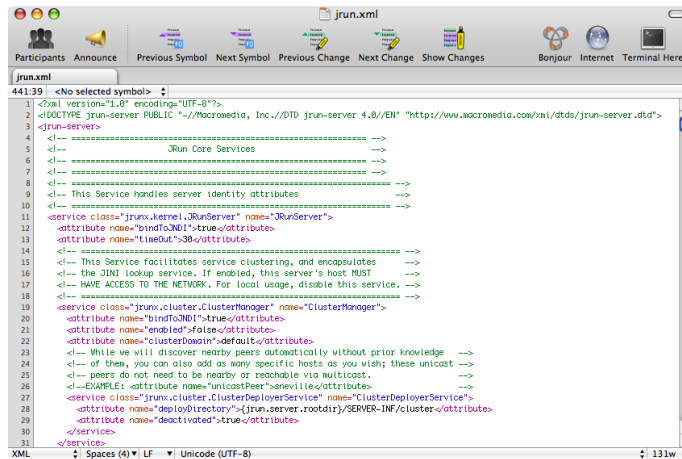 jrun.xml
Participants Announce Previous Symbol Next Symbol Previous Change Next Change Show Changes Bonjour Internet Terminal Here
jrun.xml
441:39 <No selected symbol>
1 <?xml version="1.0" encoding="UTF-8"?>
2 <!DOCTYPE jrun-server PUBLIC "-//Macromedia, Inc.//DTD jrun-server 4.0//EN" "http://www.macromedia.com/xml/dtds/jrun-server.dtd">
3 <jrun-server>
4 <!-- ============================================================== -->
5 <!-- JRun Core Services -->
6 <!-- ============================================================== -->
7 <!-- ============================================================== -->
8 <!-- =================================================================== -->
9 <!-- This Service handles server identity attributes -->
10 <!-- =================================================================== -->
11 <service class="jrunx.kernel.JRunServer" name="JRunServer">
12 <attribute name="bindToJNDI">true</attribute>
13 <attribute name="timeOut">30</attribute>
14 <!-- =================================================================== -->
15 <!-- This Service facilitates service clustering, and encapsulates -->
16 <!-- the JINI lookup service. If enabled, this server's host MUST -->
17 <!-- HAVE ACCESS TO THE NETWORK. For local usage, disable this service. -->
18 <!-- =================================================================== -->
19 <service class="jrunx.cluster.ClusterManager" name="ClusterManager">
20 <attribute name="bindToJNDI">true</attribute>
21 <attribute name="enabled">false</attribute>
22 <attribute name="clusterDomain">default</attribute>
23 <!-- While we will discover nearby peers automatically without prior knowledge -->
24 <!-- of them, you can also add as many specific hosts as you wish; these unicast -->
25 <!-- peers do not need to be nearby or reachable via multicast. -->
26 <!--EXAMPLE: <attribute name="unicastPeer">sneville</attribute> -->
27 <service class="jrunx.cluster.ClusterDeployerService" name="ClusterDeployerService">
28 <attribute name="deployDirectory">{jrun.server.rootdir}/SERVER-INF/cluster</attribute>
29 <attribute name="deactivated">true</attribute>
30 </service>
31 </service>
XML Spaces (4) LF Unicode (UTF-8) 131w